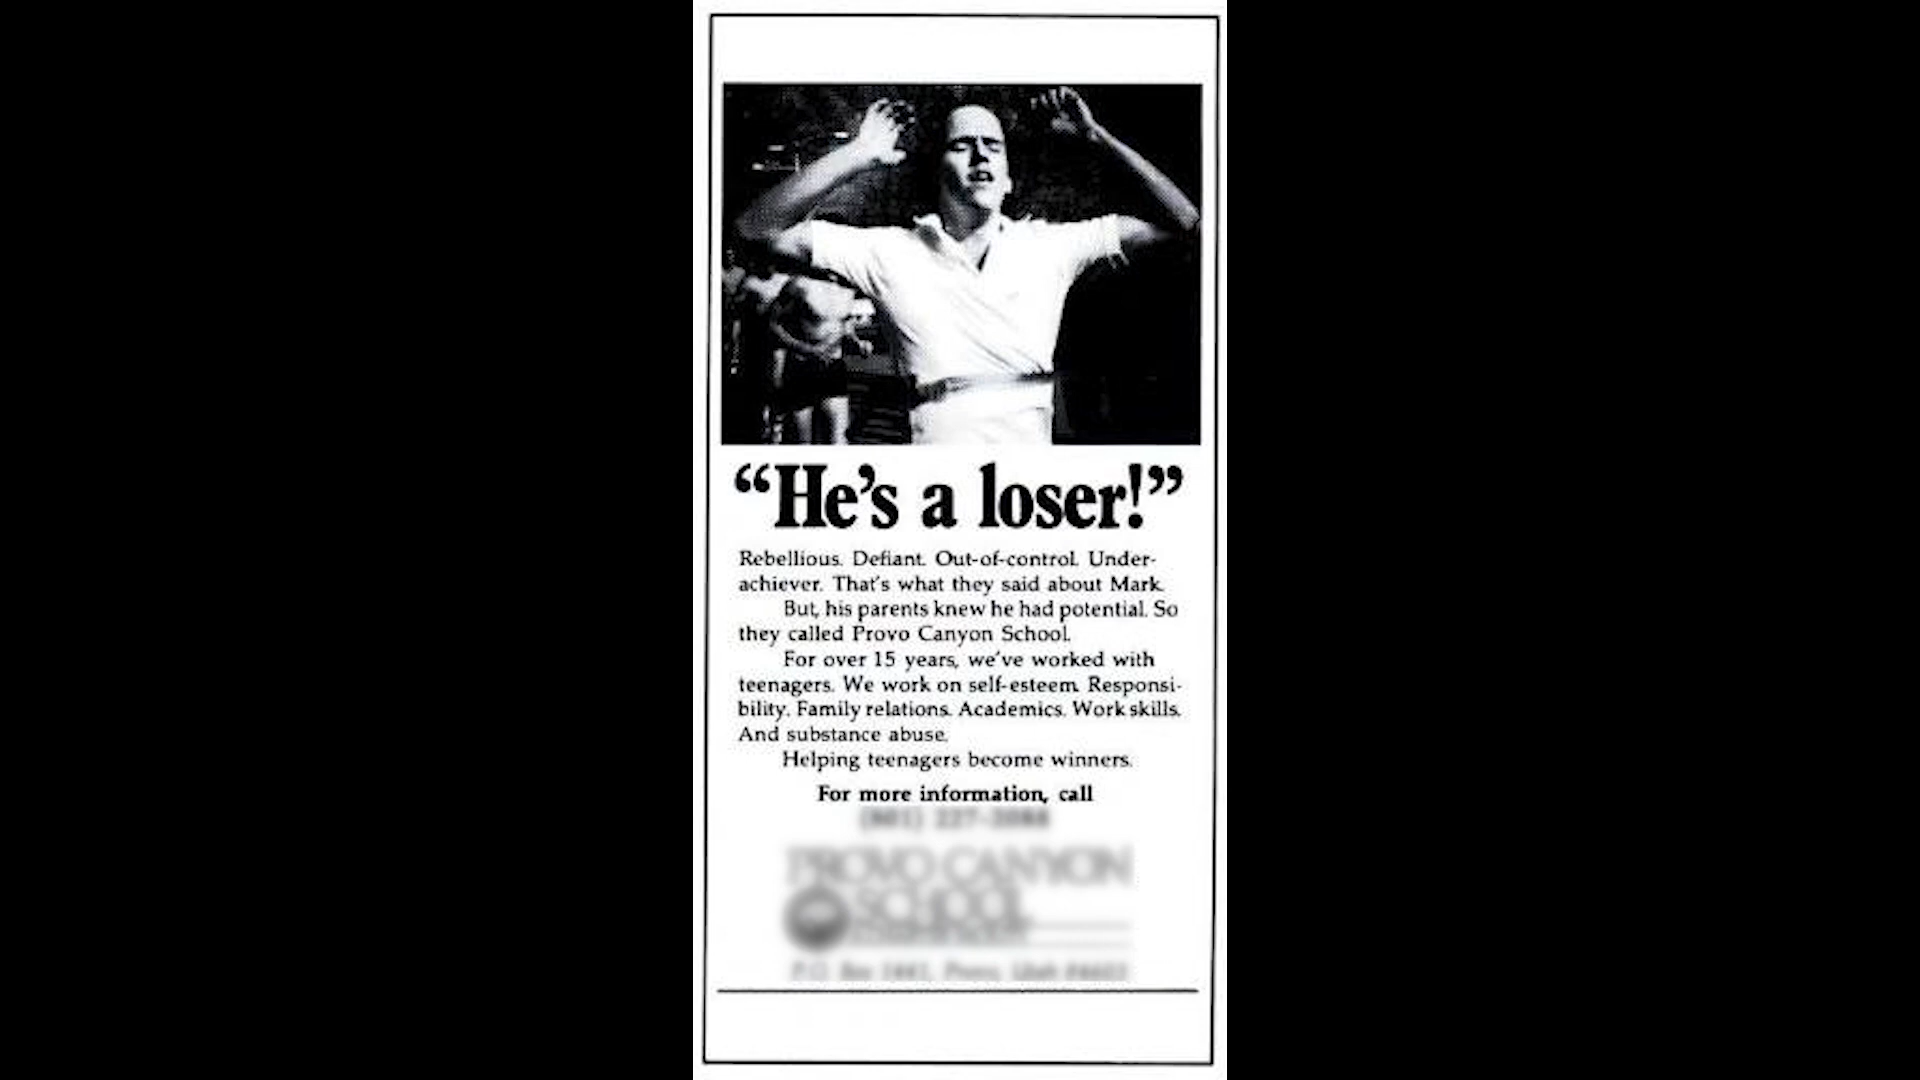 “He’s a loser!”
Rebellious. Defiant. Out-of-control. Under-
achiever. That’s what they said about Mark.
But, his parents knew he had potential. So
they called Provo Canyon School.
For over 15 years, we’ve worked with
teenagers. We work on self-esteem. Responsi-
bility. Family relations. Academics. Work skills.
And substance abuse.
Helping teenagers become winners.
For more information, call
PROVO CANYON
SCHOOL